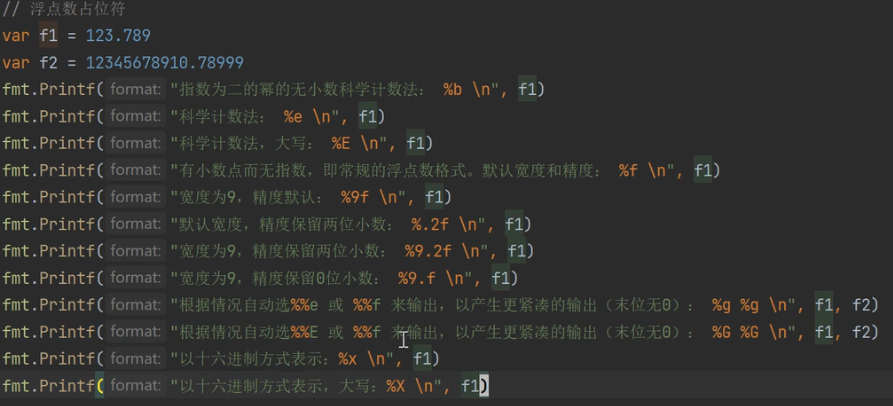 // 浮点数占位符
var f1 = 123.789
var f2 = 12345678910.78999
fmt.Printf( format: "指数为二的幂的无小数科学计数法： %b \n", f1)
fmt.Printf( format: "科学计数法： %e \n", f1)
fmt.Printf( format: "科学计数法，大写： %E \n", f1)
fmt.Printf( format: "有小数点而无指数，即常规的浮点数格式。默认宽度和精度： %f \n", f1)
fmt.Printf( format: "宽度为9，精度默认： %9f \n", f1)
fmt.Printf( format: "默认宽度，精度保留两位小数： %.2f \n", f1)
fmt.Printf( format: "宽度为9，精度保留两位小数： %9.2f \n", f1)
fmt.Printf( format: "宽度为9，精度保留0位小数： %9.f \n", f1)
fmt.Printf( format: "根据情况自动选%%e 或 %%f 来输出，以产生更紧凑的输出（末位无0）： %g %g \n", f1, f2)
fmt.Printf( format: "根据情况自动选%%E 或 %%f 来输出，以产生更紧凑的输出（末位无0）： %G %G \n", f1, f2)
fmt.Printf( format: "以十六进制方式表示：%x \n", f1)
fmt.Printf( format: "以十六进制方式表示，大写：%X \n", f1)